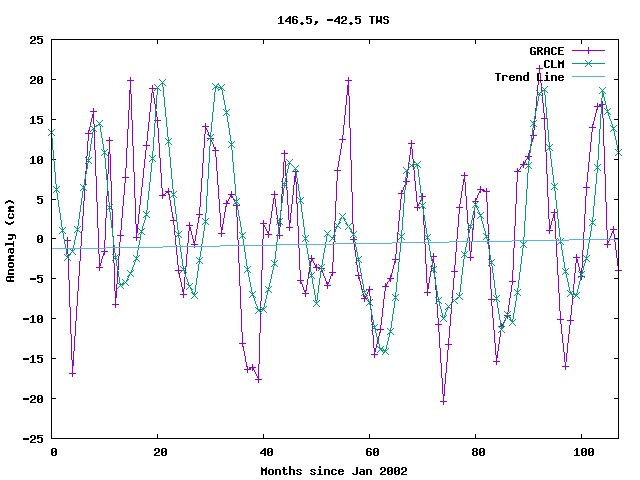 146.5, -42.5 TWS
GRACE
CLM
Trend Line
25
20
15
10
5
0
-5
-10
-15
-20
-25
Anomaly (cm)
0 20 40 60 80 100
Months since Jan 2002